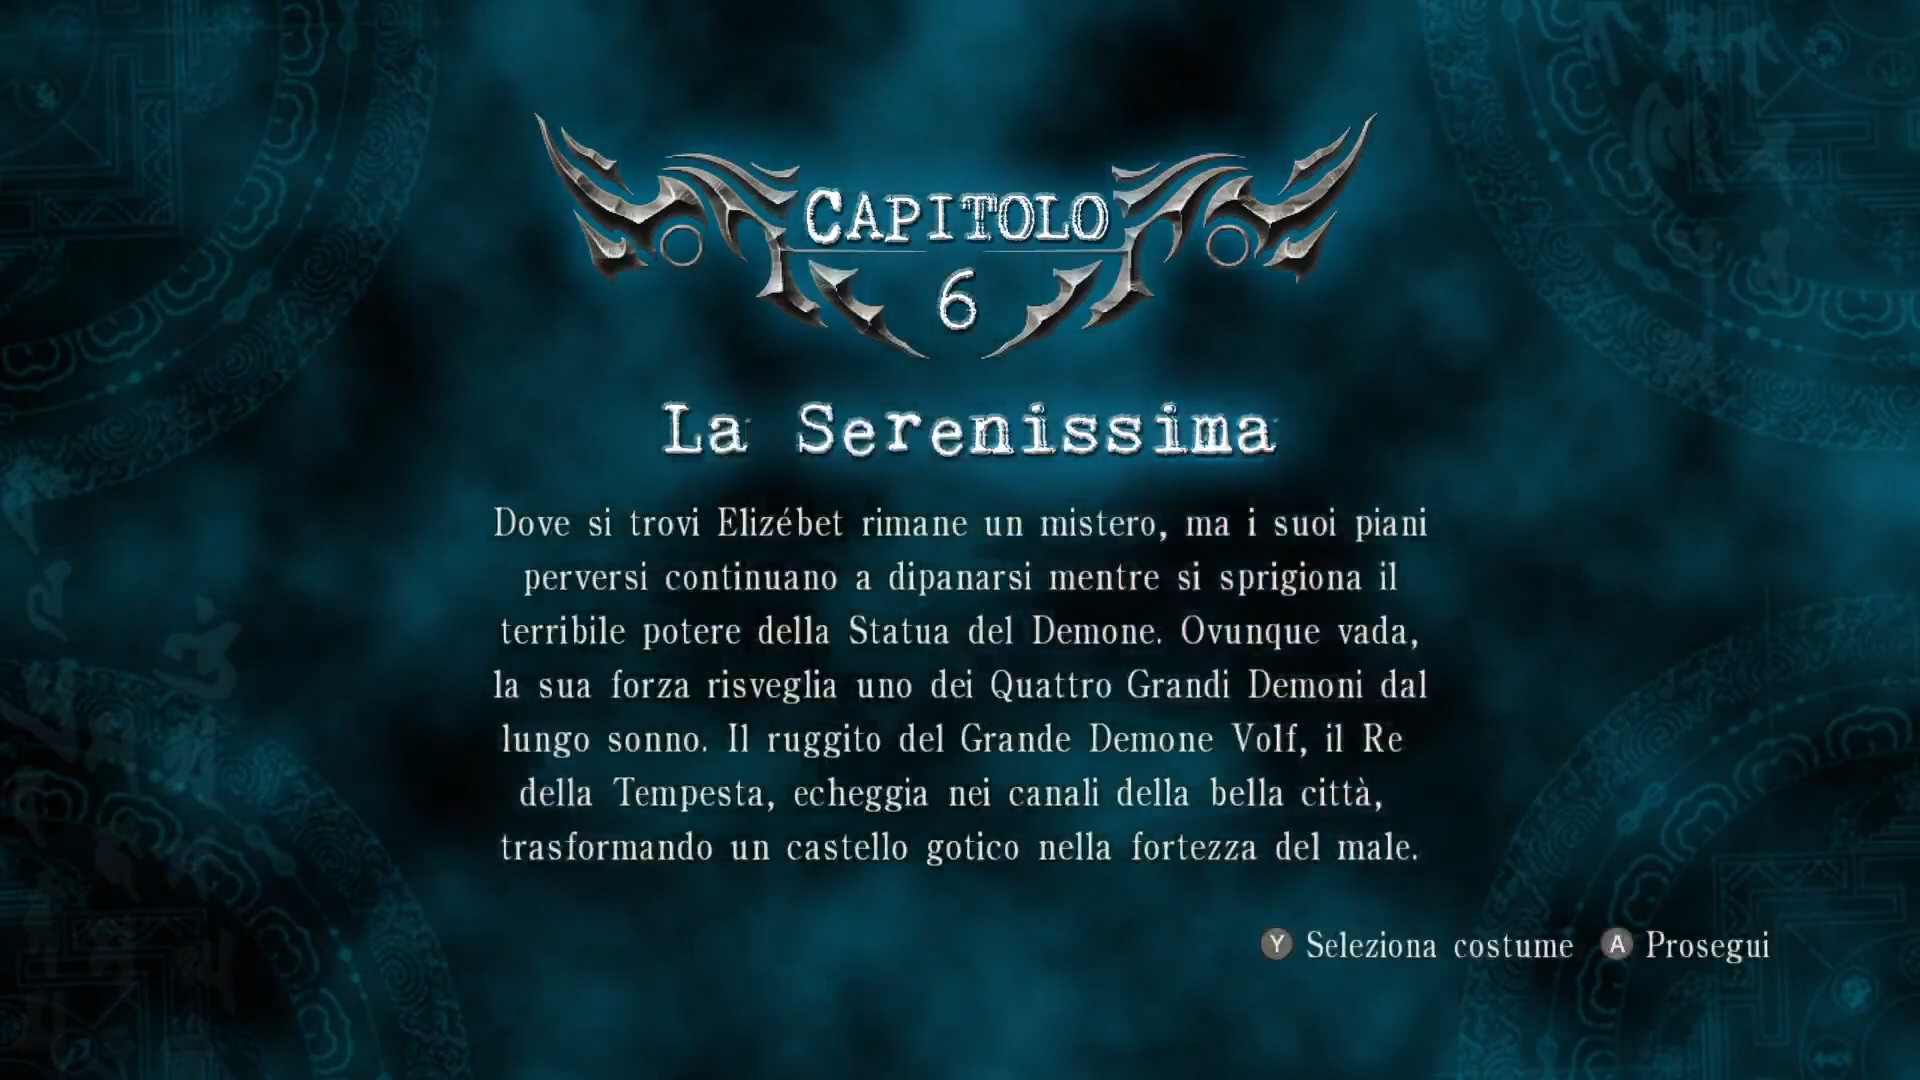 CAPITOLO
6
La Serenissima
Dove si trovi Elizébet rimane un mistero, ma i suoi piani
perversi continuano a dipanarsi mentre si sprigiona il
terribile potere della Statua del Demone. Ovunque vada,
la sua forza risveglia uno dei Quattro Grandi Demoni dal
lungo sonno. Il ruggito del Grande Demone Volf, il Re
della Tempesta, echeggia nei canali della bella città,
trasformando un castello gotico nella fortezza del male.
Y Seleziona costume A Prosegui